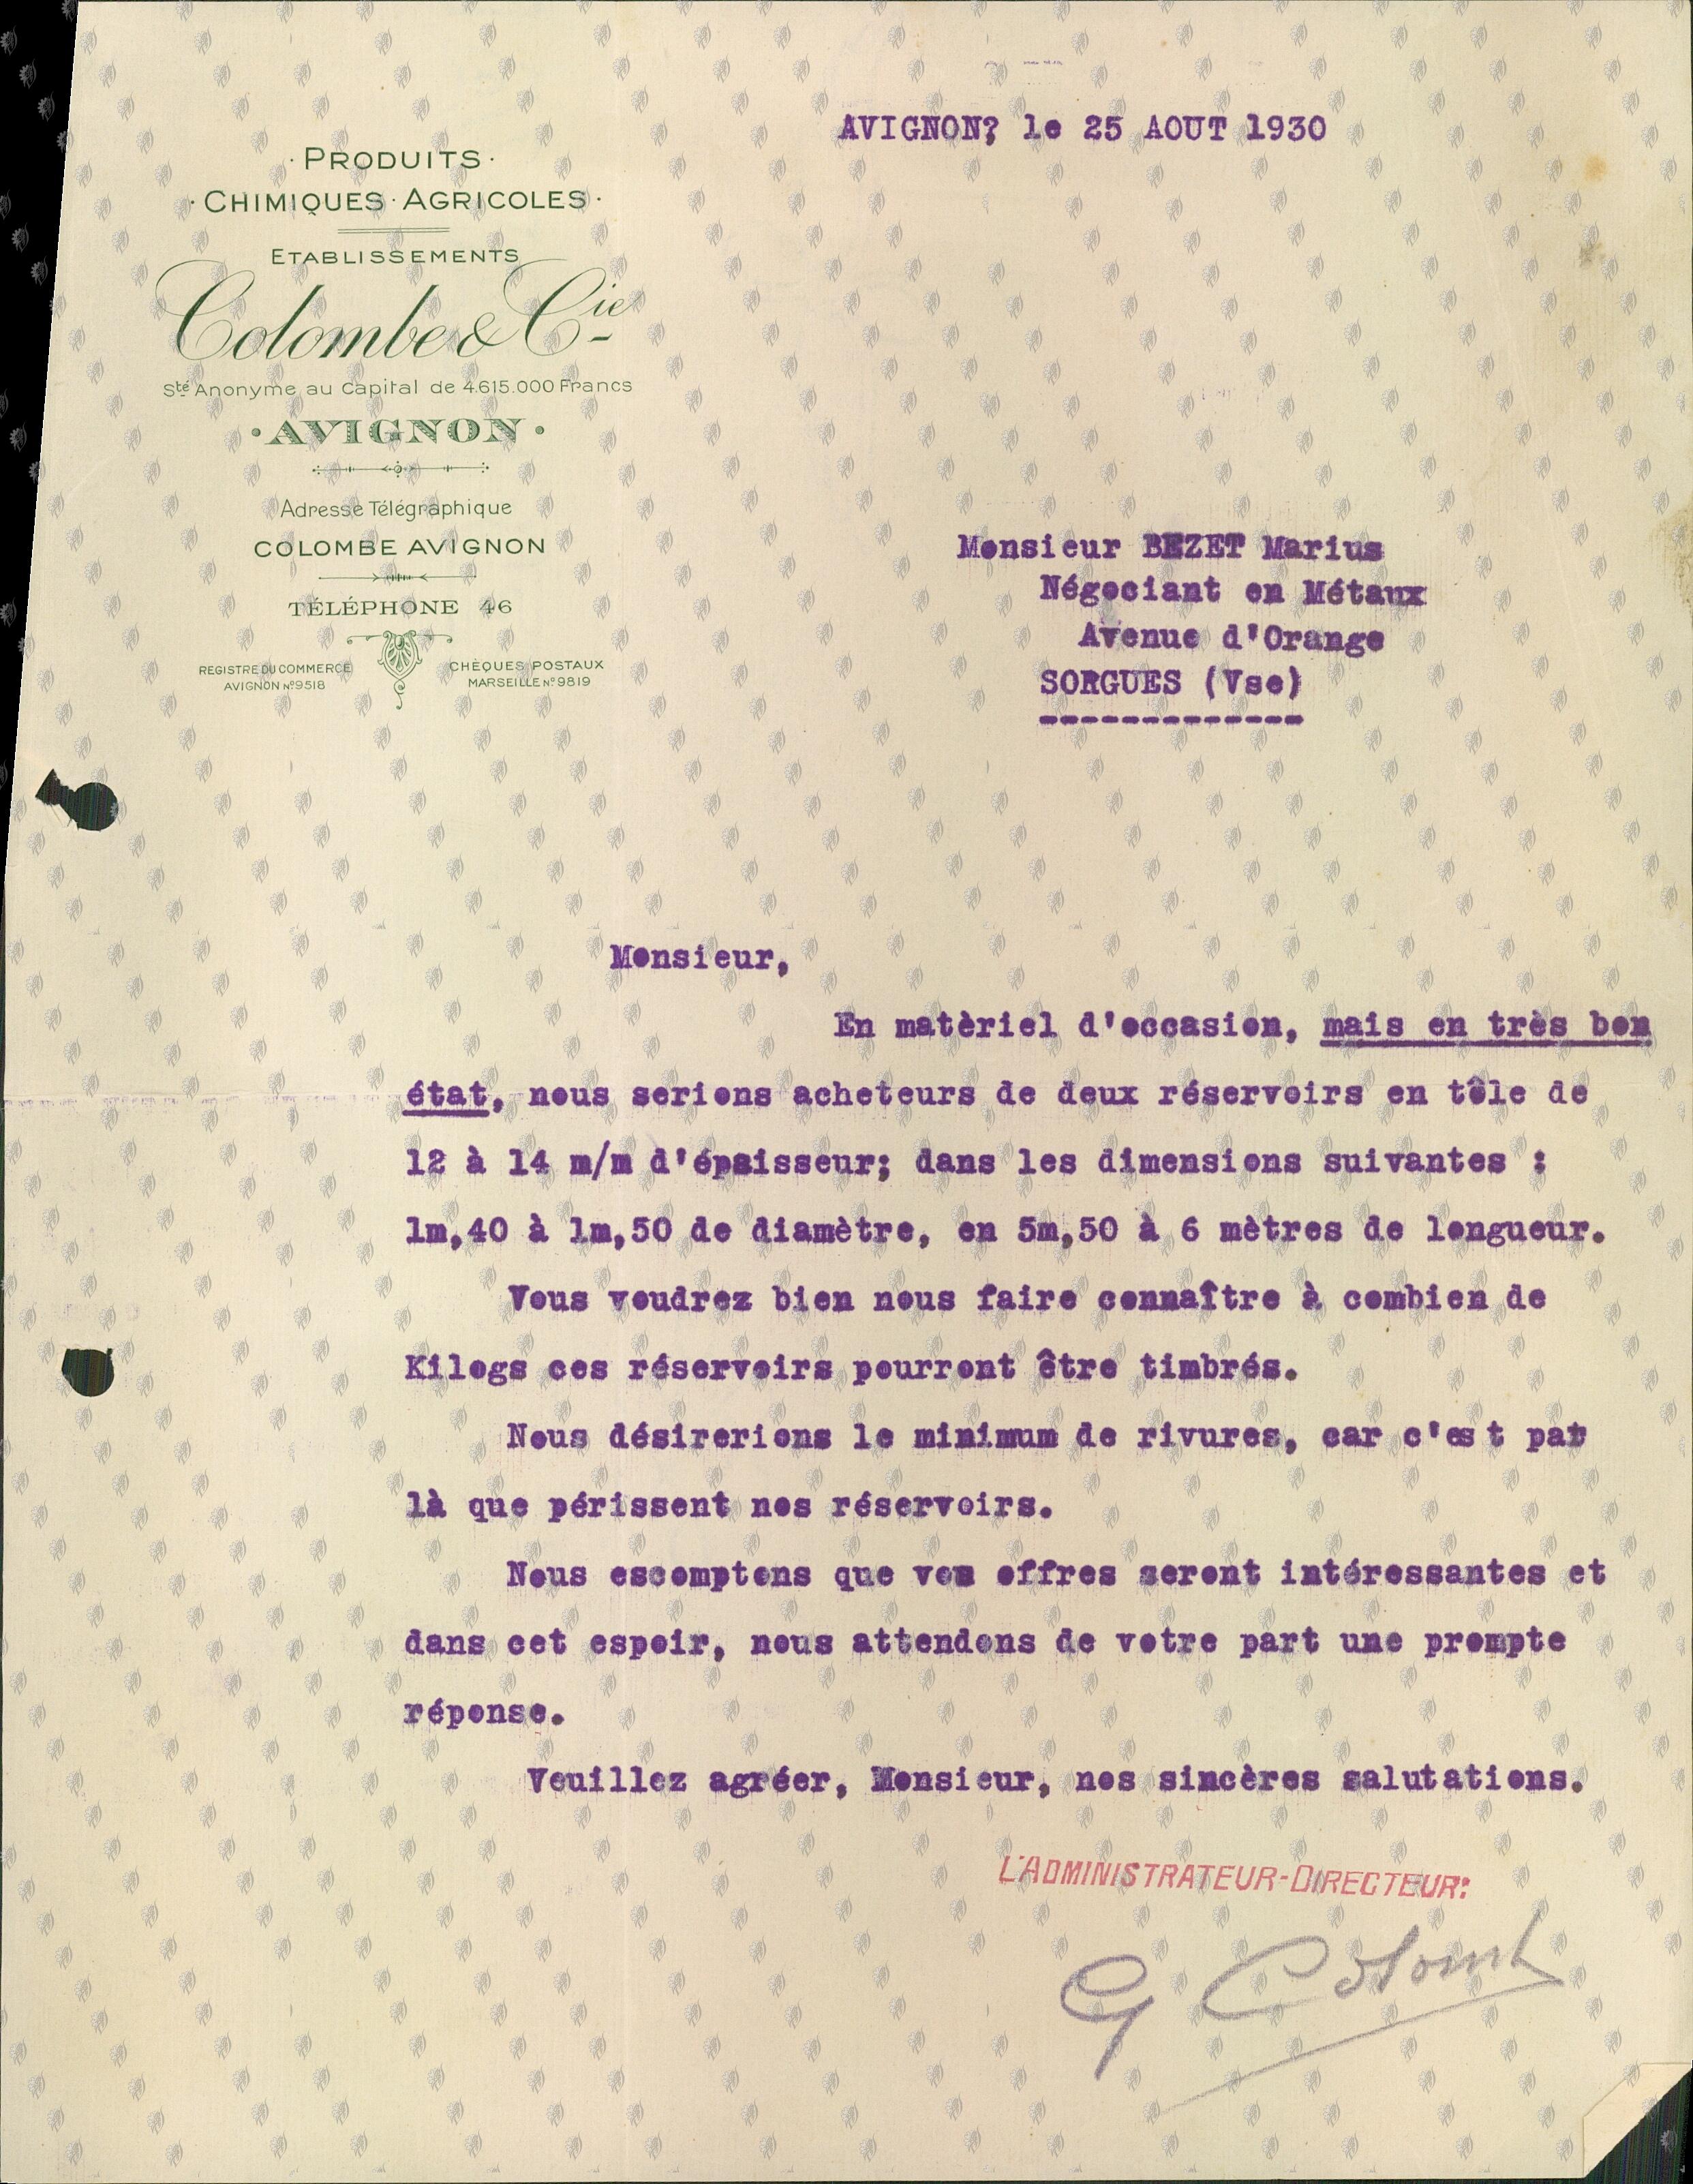 AVIGNON? le 25 AOUT 1930
· PRODUITS ·
· CHIMIQUES · AGRICOLES ·
ETABLISSEMENTS
Colombe & Cie
Sté Anonyme au Capital de 4.615.000 Francs
· AVIGNON ·
Adresse Télégraphique
COLOMBE AVIGNON
TÉLÉPHONE 46
REGISTRE DU COMMERCE
AVIGNON Nº 9518
CHÈQUES POSTAUX
MARSEILLE Nº 9819
Monsieur BEZET Marius
Négociant en Métaux
Avenue d'Orange
SORGUES (Vse)
-------------
Monsieur,
En matèriel d'occasion, mais en très bon
état, nous serions acheteurs de deux réservoirs en tôle de
12 à 14 m/m d'épaisseur; dans les dimensions suivantes :
1m,40 à 1m,50 de diamètre, en 5m,50 à 6 mètres de longueur.
Vous voudrez bien nous faire connaître à combien de
Kilogs ces réservoirs pourront être timbrés.
Nous désirerions le minimum de rivures, car c'est par
là que périssent nos réservoirs.
Nous escomptons que vos offres seront intéressantes et
dans cet espoir, nous attendons de votre part une prompte
réponse.
Veuillez agréer, Monsieur, nos sincères salutations.
L'ADMINISTRATEUR-DIRECTEUR:
G Colombe